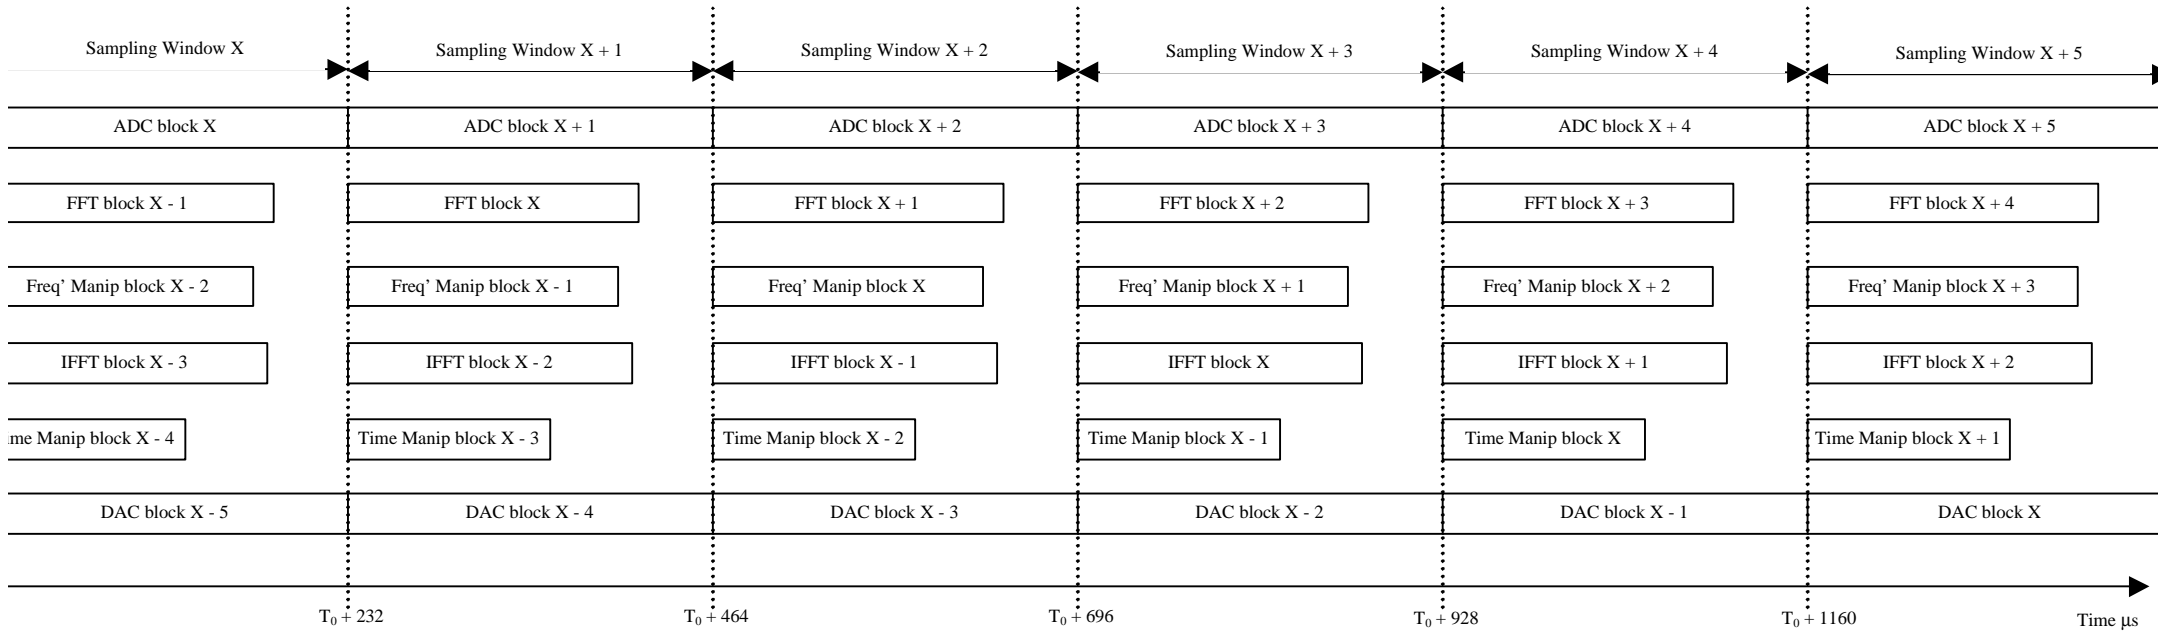 Sampling Window X
Sampling Window X + 1
Sampling Window X + 2
Sampling Window X + 3
Sampling Window X + 4
Sampling Window X + 5
ADC block X
ADC block X + 1
ADC block X + 2
ADC block X + 3
ADC block X + 4
ADC block X + 5
FFT block X - 1
FFT block X
FFT block X + 1
FFT block X + 2
FFT block X + 3
FFT block X + 4
Freq’ Manip block X - 2
Freq’ Manip block X - 1
Freq’ Manip block X
Freq’ Manip block X + 1
Freq’ Manip block X + 2
Freq’ Manip block X + 3
IFFT block X - 3
IFFT block X - 2
IFFT block X - 1
IFFT block X
IFFT block X + 1
IFFT block X + 2
me Manip block X - 4
Time Manip block X - 3
Time Manip block X - 2
Time Manip block X - 1
Time Manip block X
Time Manip block X + 1
DAC block X - 5
DAC block X - 4
DAC block X - 3
DAC block X - 2
DAC block X - 1
DAC block X
T₀ + 232
T₀ + 464
T₀ + 696
T₀ + 928
T₀ + 1160
Time μs